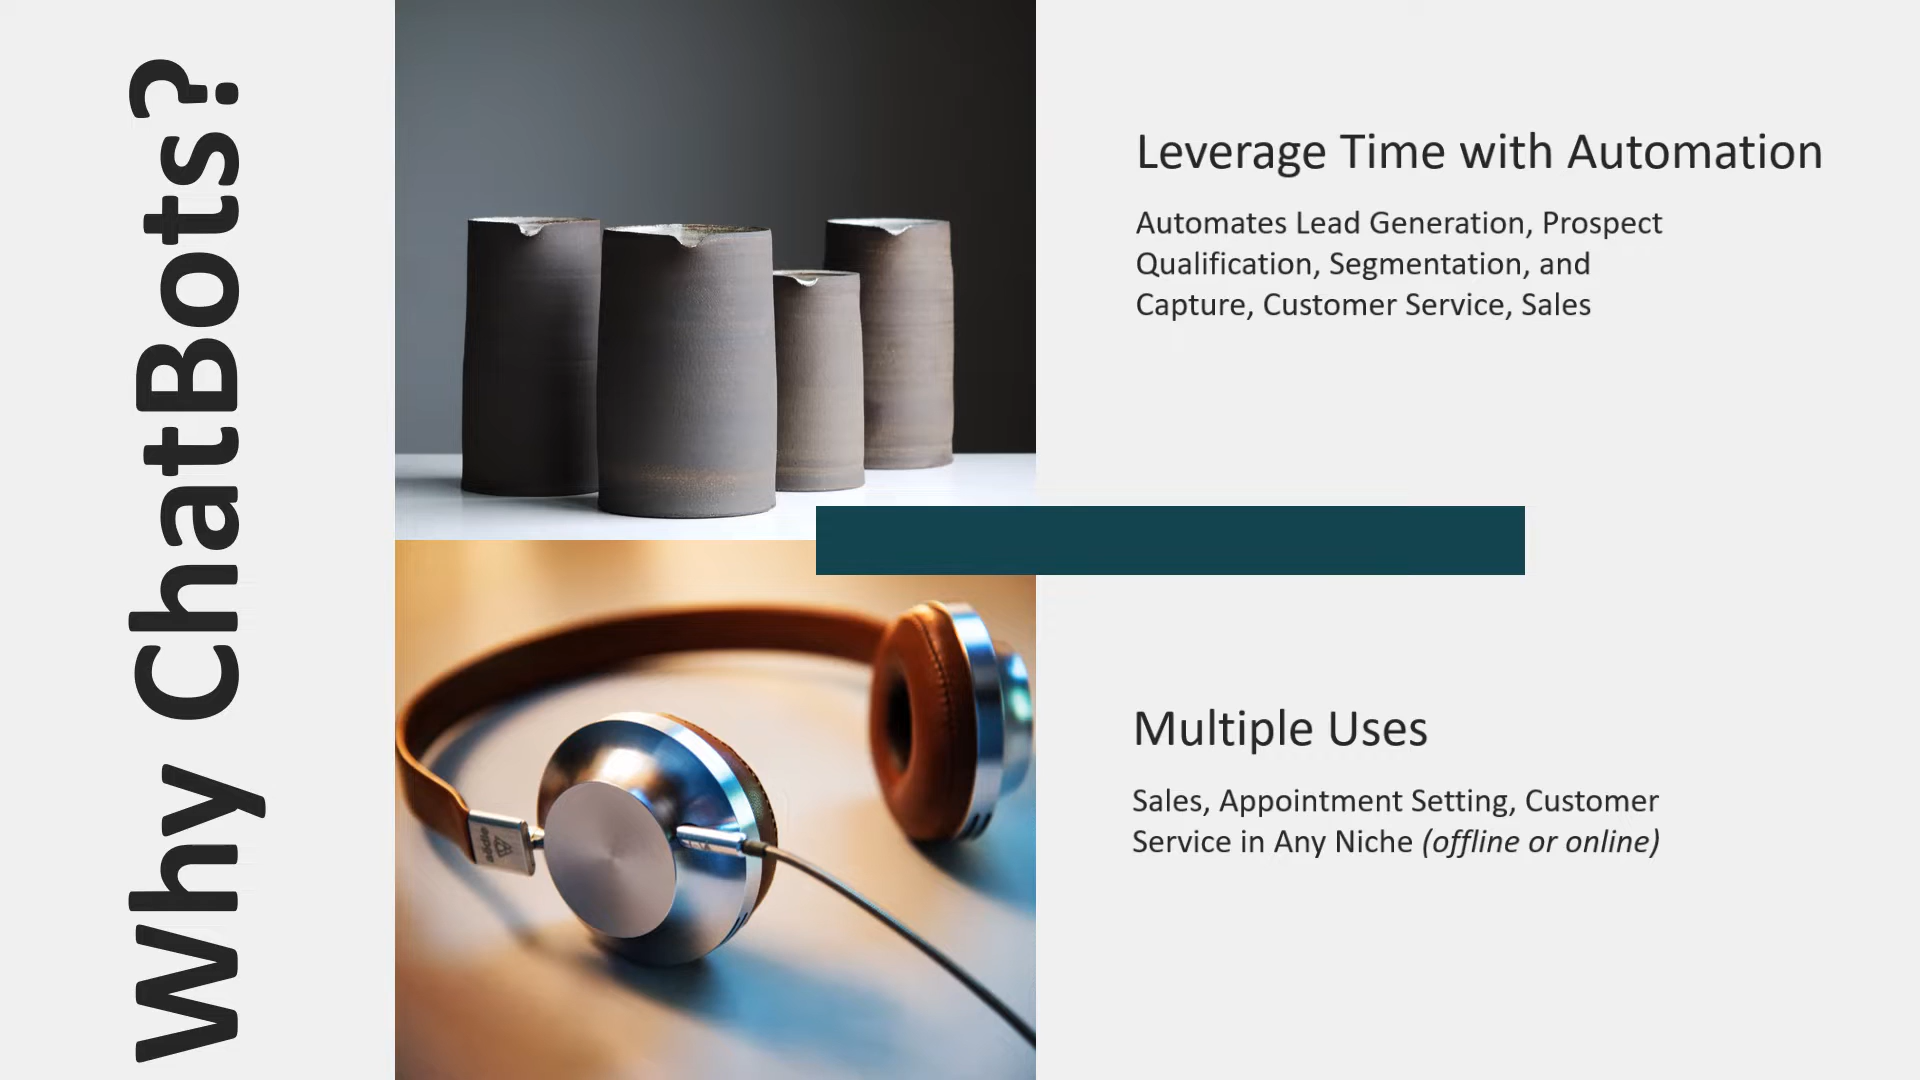 Why ChatBots?
Leverage Time with Automation
Automates Lead Generation, Prospect
Qualification, Segmentation, and
Capture, Customer Service, Sales
Multiple Uses
Sales, Appointment Setting, Customer
Service in Any Niche (offline or online)